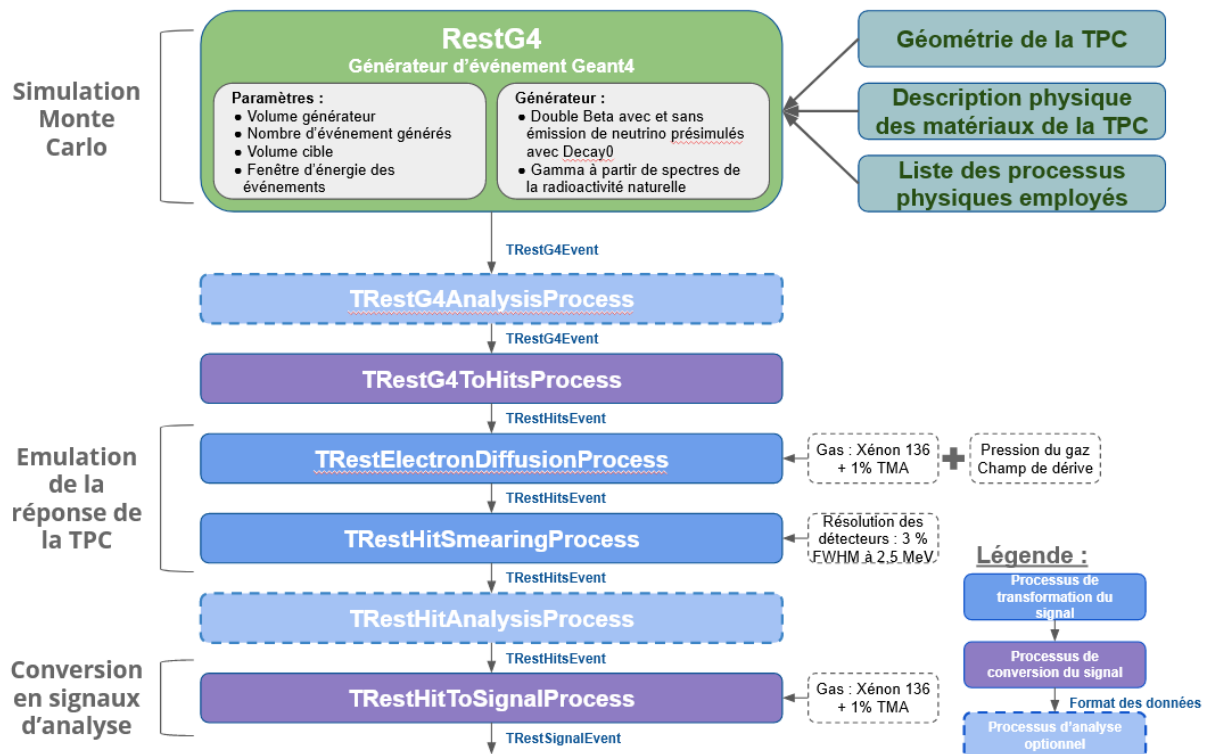 Simulation
Monte
Carlo
RestG4
Générateur d'événement Geant4
Paramètres :
● Volume générateur
● Nombre d'événement générés
● Volume cible
● Fenêtre d'énergie des
événements
Générateur :
● Double Beta avec et sans
émission de neutrino présimulés
avec Decay0
● Gamma à partir de spectres de
la radioactivité naturelle
Géométrie de la TPC
Description physique
des matériaux de la TPC
Liste des processus
physiques employés
TRestG4Event
TRestG4AnalysisProcess
TRestG4Event
TRestG4ToHitsProcess
TRestHitsEvent
Emulation
de la
réponse de
la TPC
TRestElectronDiffusionProcess
Gas : Xénon 136
+ 1% TMA
Pression du gaz
Champ de dérive
TRestHitsEvent
TRestHitSmearingProcess
Résolution des
détecteurs : 3 %
FWHM à 2,5 MeV
TRestHitsEvent
TRestHitAnalysisProcess
TRestHitsEvent
Conversion
en signaux
d'analyse
TRestHitToSignalProcess
Gas : Xénon 136
+ 1% TMA
TRestSignalEvent
Légende :
Processus de
transformation du
signal
Processus de
conversion du signal
Format des données
Processus d'analyse
optionnel